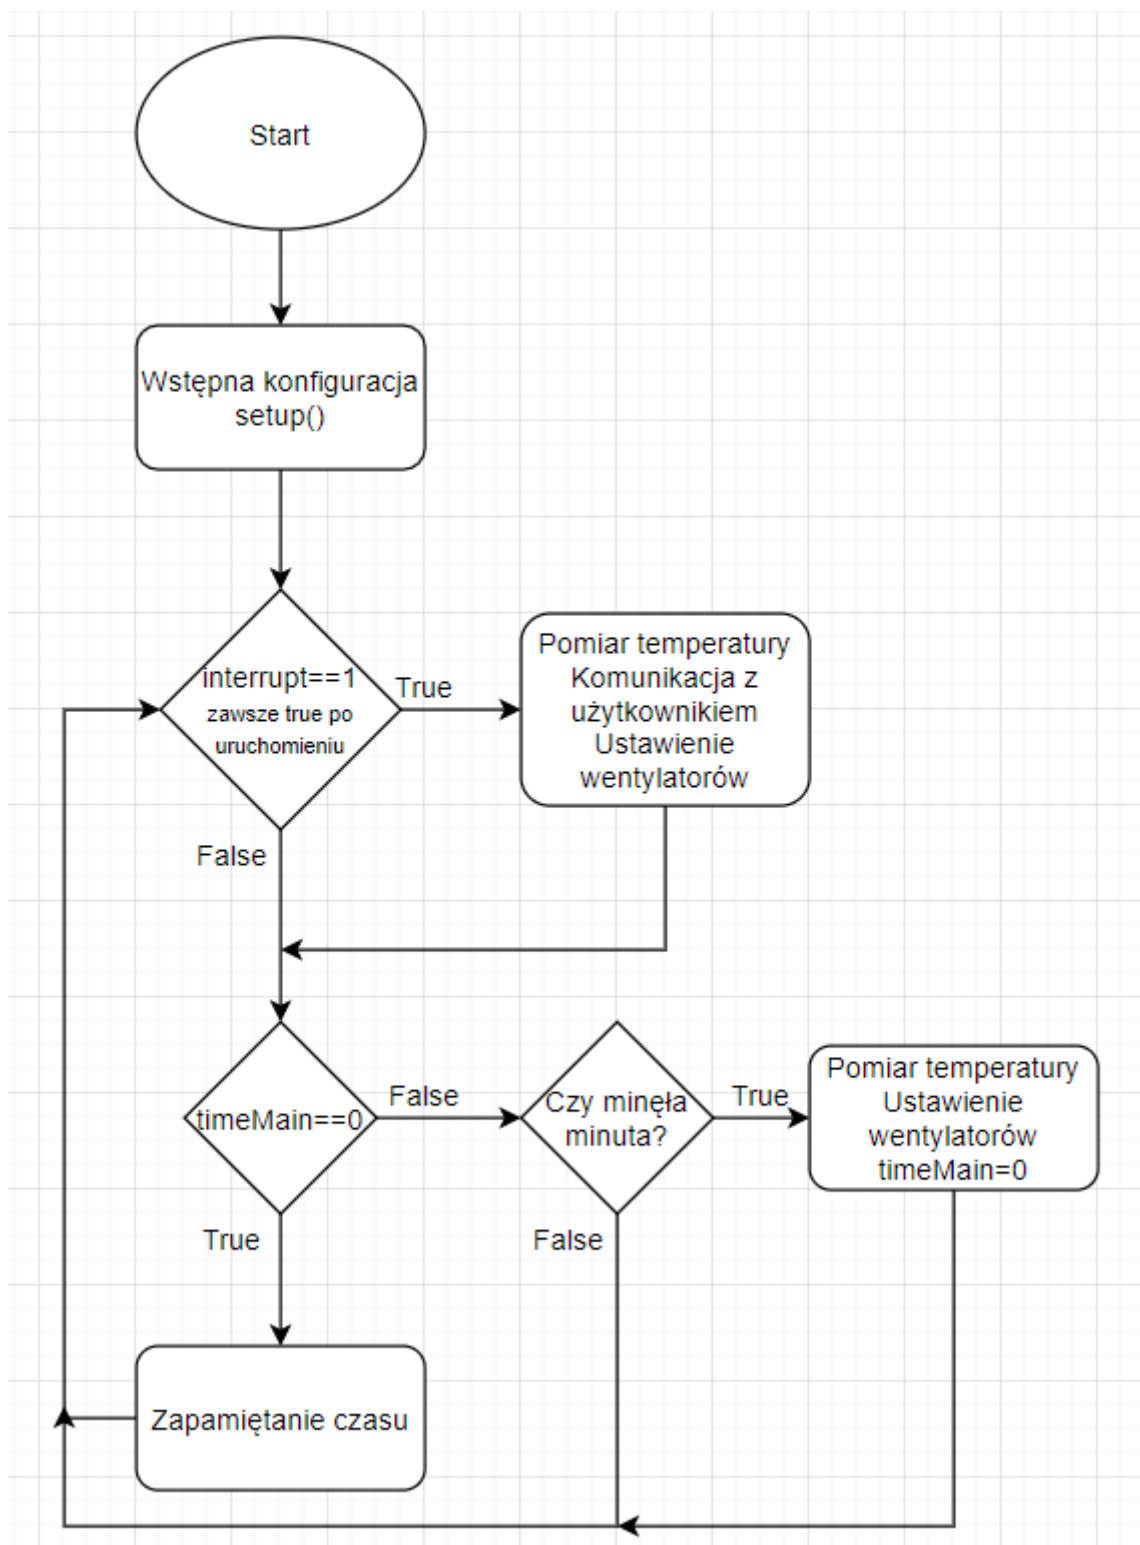 Start
Wstępna konfiguracja
setup()
interrupt==1
zawsze true po
uruchomieniu
True
Pomiar temperatury
Komunikacja z
użytkownikiem
Ustawienie
wentylatorów
False
timeMain==0
False
Czy minęła
minuta?
True
Pomiar temperatury
Ustawienie
wentylatorów
timeMain=0
True
False
Zapamiętanie czasu